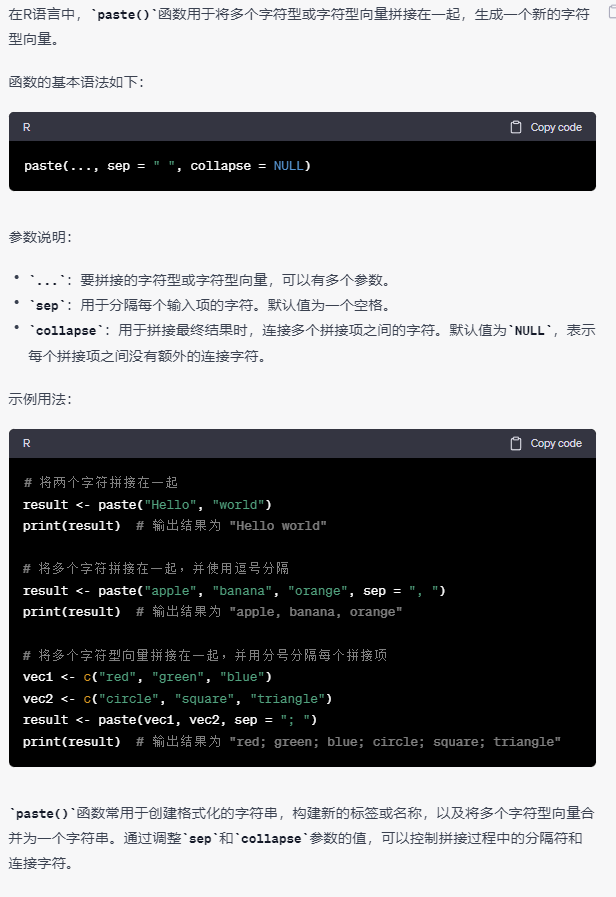 在R语言中，`paste()`函数用于将多个字符型或字符型向量拼接在一起，生成一个新的字符
型向量。
函数的基本语法如下：
R Copy code
paste(..., sep = " ", collapse = NULL)
参数说明：
• `...`：要拼接的字符型或字符型向量，可以有多个参数。
• `sep`：用于分隔每个输入项的字符。默认值为一个空格。
• `collapse`：用于拼接最终结果时，连接多个拼接项之间的字符。默认值为`NULL`，表示
每个拼接项之间没有额外的连接字符。
示例用法：
R Copy code
# 将两个字符拼接在一起
result <- paste("Hello", "world")
print(result)  # 输出结果为 "Hello world"
# 将多个字符拼接在一起，并使用逗号分隔
result <- paste("apple", "banana", "orange", sep = ", ")
print(result)  # 输出结果为 "apple, banana, orange"
# 将多个字符型向量拼接在一起，并用分号分隔每个拼接项
vec1 <- c("red", "green", "blue")
vec2 <- c("circle", "square", "triangle")
result <- paste(vec1, vec2, sep = "; ")
print(result)  # 输出结果为 "red; green; blue; circle; square; triangle"
`paste()`函数常用于创建格式化的字符串，构建新的标签或名称，以及将多个字符型向量合
并为一个字符串。通过调整`sep`和`collapse`参数的值，可以控制拼接过程中的分隔符和
连接字符。